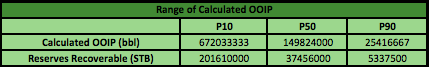 Range of Calculated OOIP
P10 P50 P90
Calculated OOIP (bbl) 672033333 149824000 25416667
Reserves Recoverable (STB) 201610000 37456000 5337500